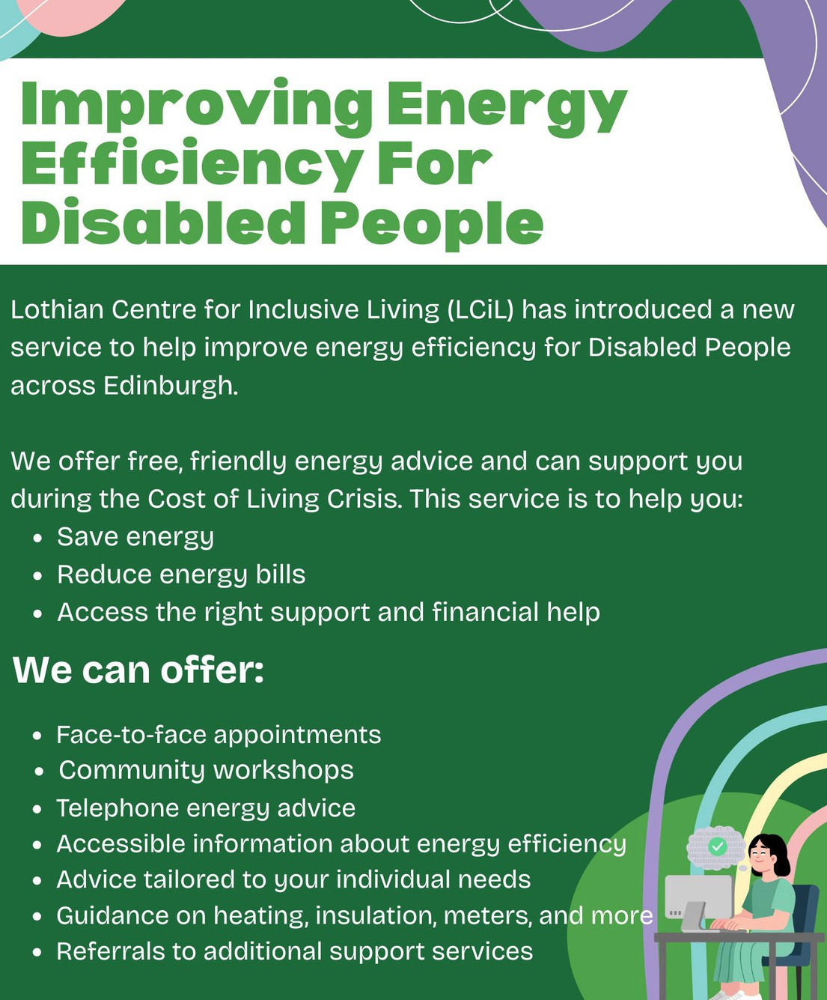 Improving Energy
Efficiency For
Disabled People
Lothian Centre for Inclusive Living (LCiL) has introduced a new
service to help improve energy efficiency for Disabled People
across Edinburgh.
We offer free, friendly energy advice and can support you
during the Cost of Living Crisis. This service is to help you:
• Save energy
• Reduce energy bills
• Access the right support and financial help
We can offer:
• Face-to-face appointments
• Community workshops
• Telephone energy advice
• Accessible information about energy efficiency
• Advice tailored to your individual needs
• Guidance on heating, insulation, meters, and more
• Referrals to additional support services